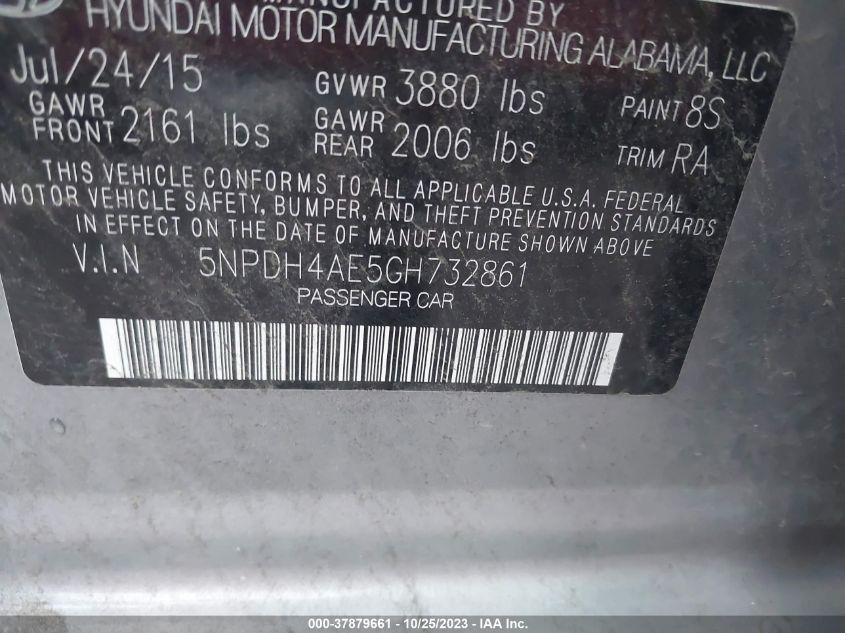 MANUFACTURED BY
HYUNDAI MOTOR MANUFACTURING ALABAMA, LLC
Jul/24/15
GVWR 3880 lbs
PAINT 8S
GAWR FRONT 2161 lbs
GAWR REAR 2006 lbs
TRIM RA
THIS VEHICLE CONFORMS TO ALL APPLICABLE U.S.A. FEDERAL
MOTOR VEHICLE SAFETY, BUMPER, AND THEFT PREVENTION STANDARDS
IN EFFECT ON THE DATE OF MANUFACTURE SHOWN ABOVE
V.I.N 5NPDH4AE5GH732861
PASSENGER CAR
000-37879661 - 10/25/2023 - IAA Inc.